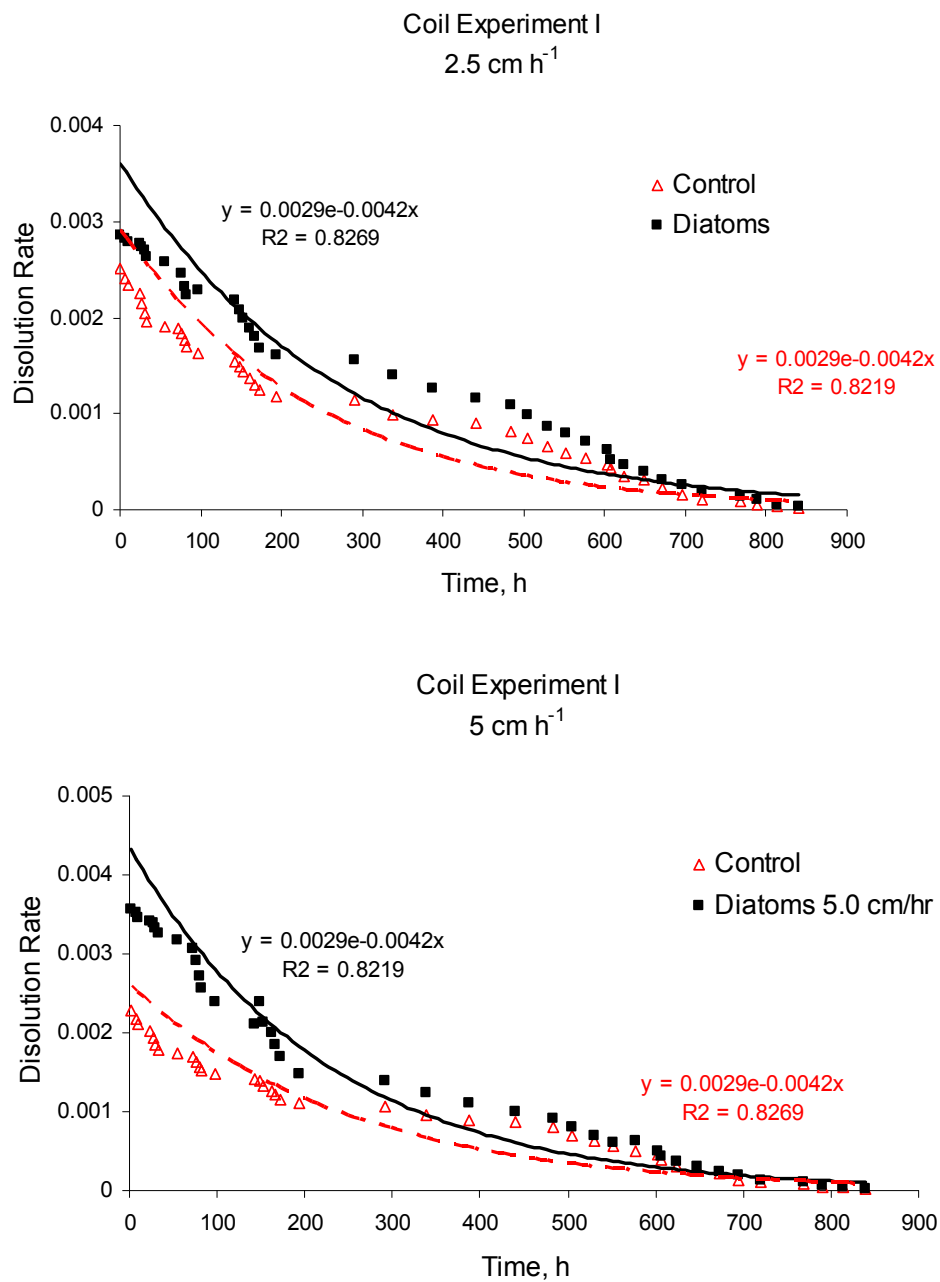 Coil Experiment I
2.5 cm h-1
0.004
0.003
0.002
0.001
0
Disolution Rate
y = 0.0029e-0.0042x
R2 = 0.8269
Control
Diatoms
y = 0.0029e-0.0042x
R2 = 0.8219
0 100 200 300 400 500 600 700 800 900
Time, h
Coil Experiment I
5 cm h-1
0.005
0.004
0.003
0.002
0.001
0
Disolution Rate
y = 0.0029e-0.0042x
R2 = 0.8219
Control
Diatoms 5.0 cm/hr
y = 0.0029e-0.0042x
R2 = 0.8269
0 100 200 300 400 500 600 700 800 900
Time, h